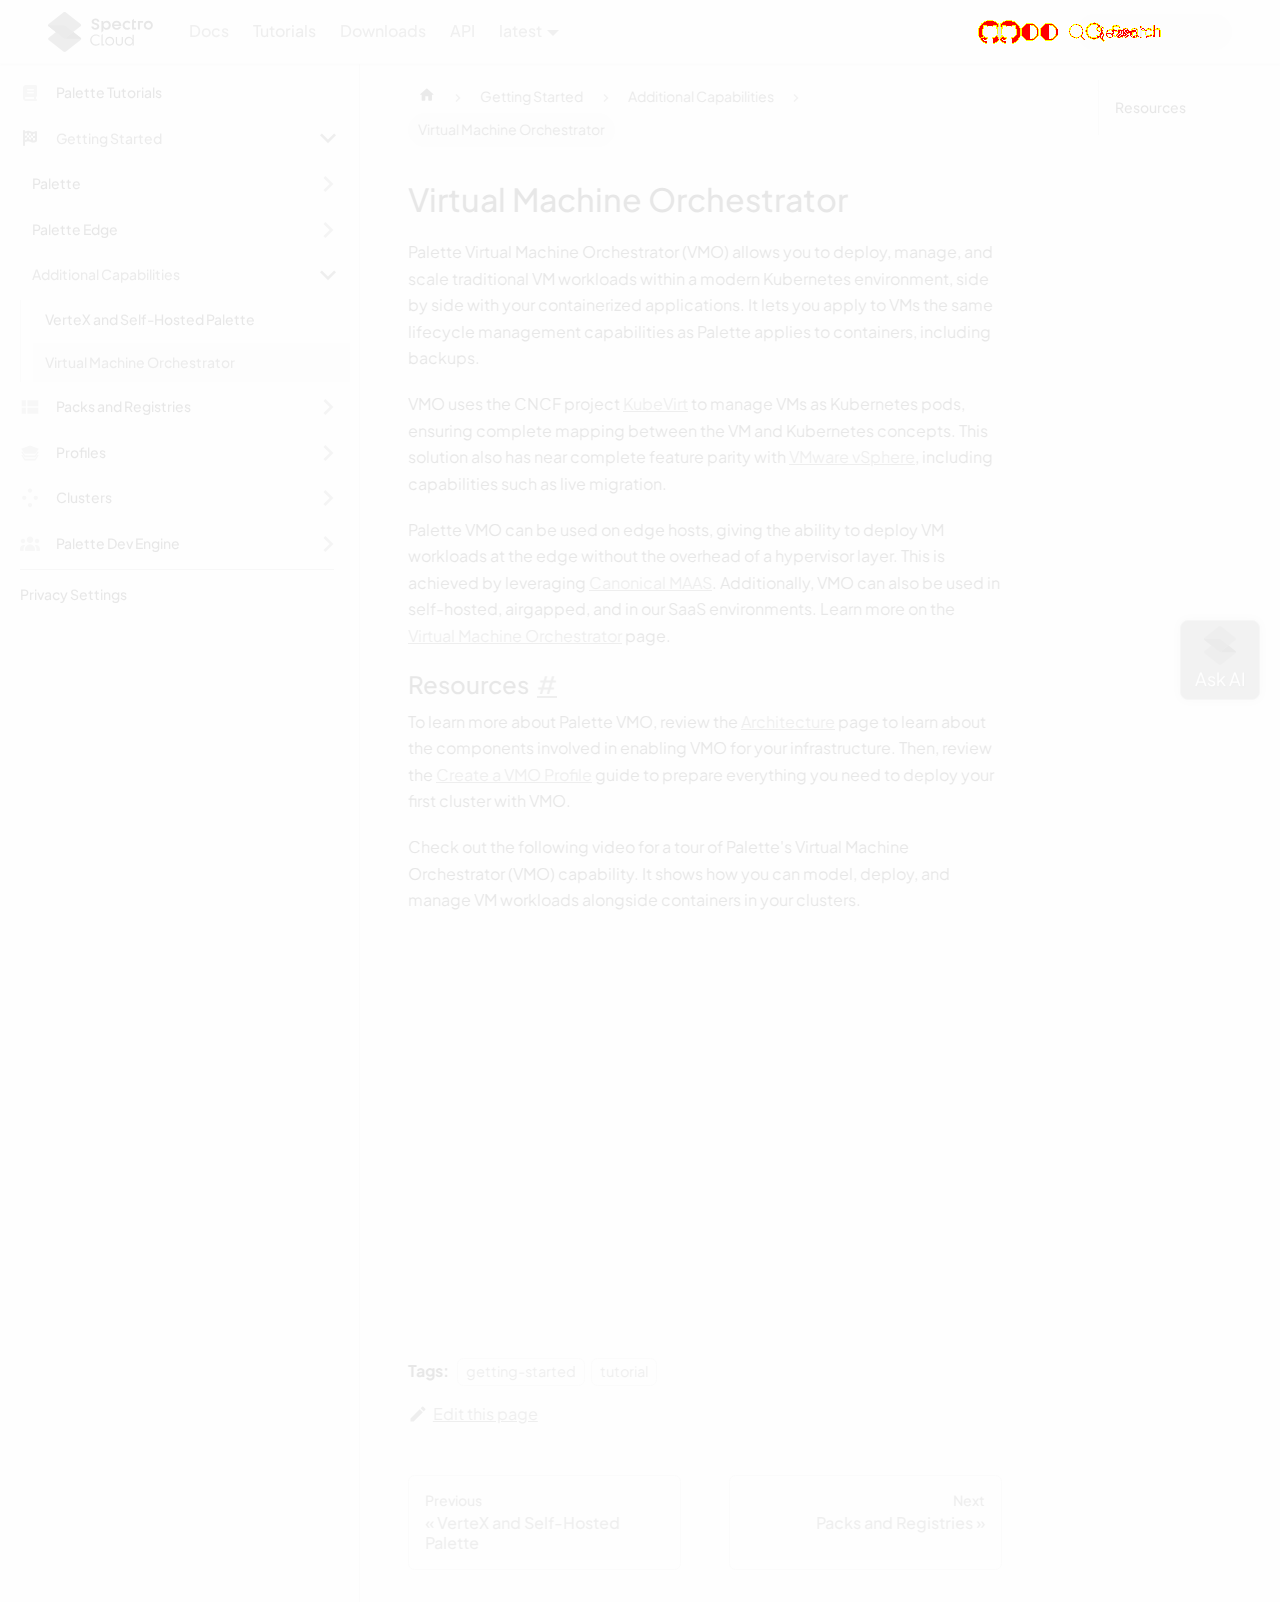 Spectro Cloud
Docs
Tutorials
Downloads
API
latest
Search
Palette Tutorials
Getting Started
Palette
Palette Edge
Additional Capabilities
VerteX and Self-Hosted Palette
Virtual Machine Orchestrator
Packs and Registries
Profiles
Clusters
Palette Dev Engine
Privacy Settings
Getting Started
Additional Capabilities
Virtual Machine Orchestrator
Virtual Machine Orchestrator
Palette Virtual Machine Orchestrator (VMO) allows you to deploy, manage, and
scale traditional VM workloads within a modern Kubernetes environment, side
by side with your containerized applications. It lets you apply to VMs the same
lifecycle management capabilities as Palette applies to containers, including
backups.
VMO uses the CNCF project KubeVirt to manage VMs as Kubernetes pods,
ensuring complete mapping between the VM and Kubernetes concepts. This
solution also has near complete feature parity with VMware vSphere, including
capabilities such as live migration.
Palette VMO can be used on edge hosts, giving the ability to deploy VM
workloads at the edge without the overhead of a hypervisor layer. This is
achieved by leveraging Canonical MAAS. Additionally, VMO can also be used in
self-hosted, airgapped, and in our SaaS environments. Learn more on the
Virtual Machine Orchestrator page.
Resources #
To learn more about Palette VMO, review the Architecture page to learn about
the components involved in enabling VMO for your infrastructure. Then, review
the Create a VMO Profile guide to prepare everything you need to deploy your
first cluster with VMO.
Check out the following video for a tour of Palette's Virtual Machine
Orchestrator (VMO) capability. It shows how you can model, deploy, and
manage VM workloads alongside containers in your clusters.
Tags: getting-started tutorial
Edit this page
Previous
« VerteX and Self-Hosted
Palette
Next
Packs and Registries »
Resources
Ask AI